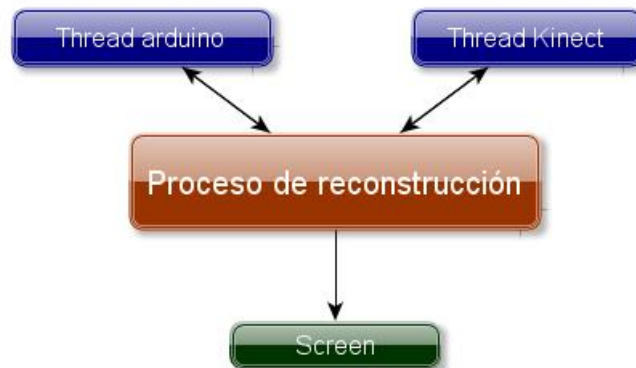 Thread arduino
Thread Kinect
Proceso de reconstrucción
Screen